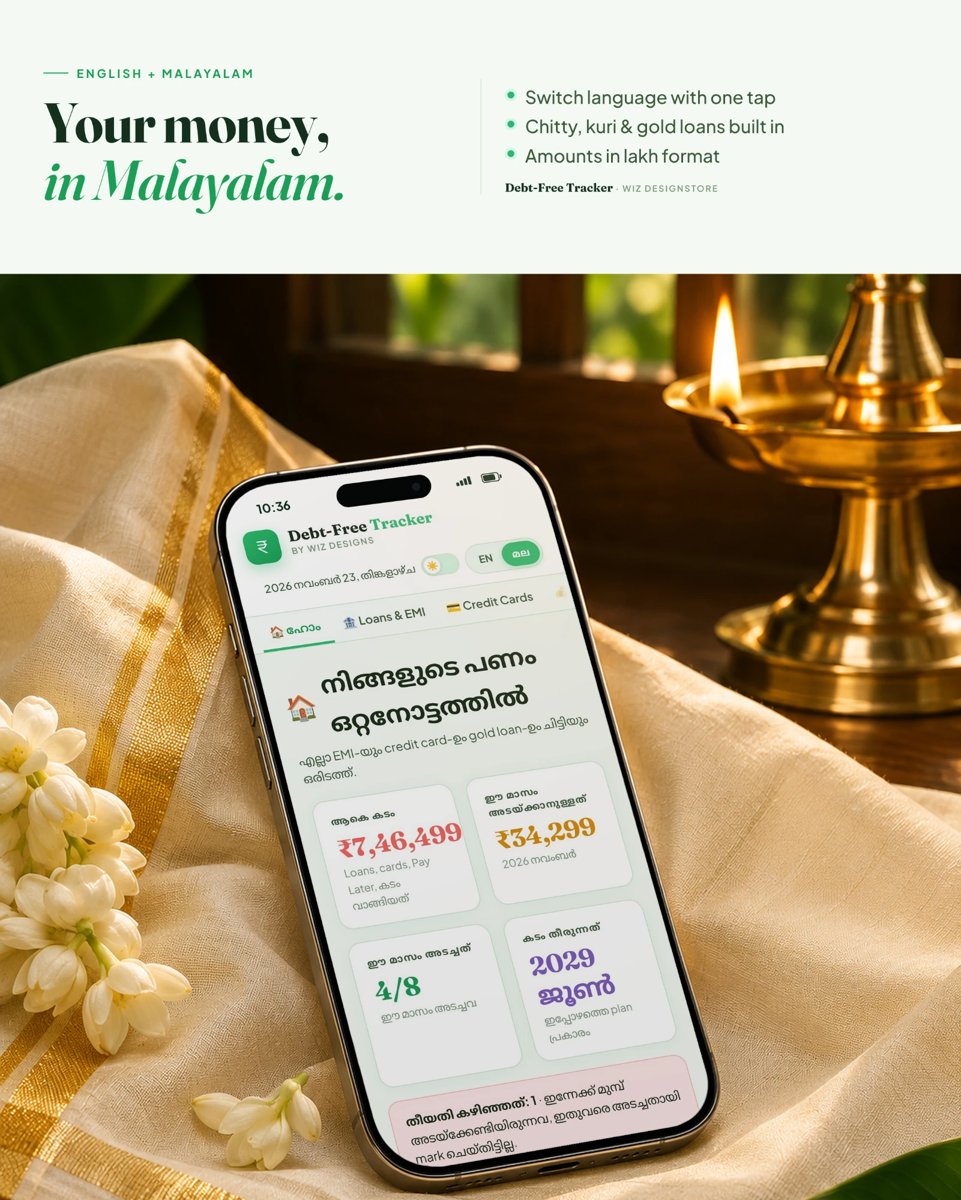 ENGLISH + MALAYALAM
Your money,
in Malayalam.
Switch language with one tap
Chitty, kuri & gold loans built in
Amounts in lakh format
Debt-Free Tracker · WIZ DESIGNSTORE
10:36
₹
Debt-Free Tracker
BY WIZ DESIGNS
2026 നവംബർ 23, തിങ്കളാഴ്ച
EN മല
ഹോം Loans & EMI Credit Cards
നിങ്ങളുടെ പണം
ഒറ്റനോട്ടത്തിൽ
എല്ലാ EMI-യും credit card-ഉം gold loan-ഉം ചിട്ടിയും
ഒരിടത്ത്.
ആകെ കടം
₹7,46,499
Loans, cards, Pay
Later, കടം
വാങ്ങിയത്
ഈ മാസം
അടയ്ക്കാനുള്ളത്
₹34,299
2026 നവംബർ
ഈ മാസം അടച്ചത്
4/8
ഈ മാസം അടച്ചവ
കടം തീരുന്നത്
2029
ജൂൺ
ഇപ്പോഴത്തെ plan
പ്രകാരം
തീയതി കഴിഞ്ഞത്: 1 · ഇന്നേക്ക് മുമ്പ്
അടയ്ക്കേണ്ടിയിരുന്നവ, ഇതുവരെ അടച്ചതായി
mark ചെയ്തിട്ടില്ല.